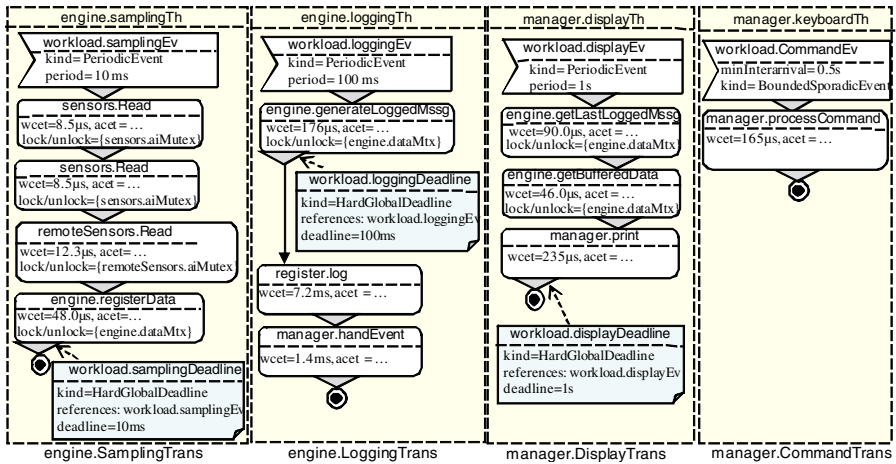 engine.samplingTh
workload.samplingEv
kind= PeriodicEvent
period= 10 ms
sensors.Read
wcet=8.5µs, acet = …
lock/unlock={sensors.aiMutex}
sensors.Read
wcet=8.5µs, acet = …
lock/unlock={sensors.aiMutex}
remoteSensors.Read
wcet=12.3µs, acet= …
lock/unlock={remoteSensors.aiMutex}
engine.registerData
wcet=48.0µs, acet= …
lock/unlock={engine.dataMtx}
workload.samplingDeadline
kind=HardGlobalDeadline
references: workload.samplingEv
deadline=10ms
engine.SamplingTrans
engine.loggingTh
workload.loggingEv
kind= PeriodicEvent
period= 100 ms
engine.generateLoggedMssg
wcet=176µs, acet= …
lock/unlock={engine.dataMtx}
workload.loggingDeadline
kind=HardGlobalDeadline
references: workload.loggingEv
deadline=100ms
register.log
wcet=7.2ms, acet = …
manager.handEvent
wcet=1.4ms, acet = …
engine.LoggingTrans
manager.displayTh
workload.displayEv
kind= PeriodicEvent
period= 1s
engine.getLastLoggedMssg
wcet=90.0µs, acet = …
lock/unlock={engine.dataMtx}
engine.getBufferedData
wcet=46.0µs, acet = …
lock/unlock={engine.dataMtx}
manager.print
wcet=235µs, acet= …
workload.displayDeadline
kind=HardGlobalDeadline
references: workload.displayEv
deadline=1s
manager.DisplayTrans
manager.keyboardTh
workload.CommandEv
minInterarrival= 0.5s
kind= BoundedSporadicEvent
manager.processCommand
wcet=165µs, acet= …
manager.CommandTrans